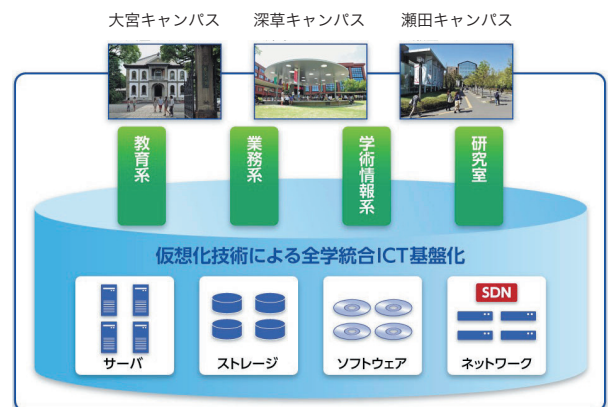 大宮キャンパス
深草キャンパス
瀬田キャンパス
教育系
業務系
学術情報系
研究室
仮想化技術による全学統合ICT基盤化
サーバ
ストレージ
ソフトウェア
SDN
ネットワーク